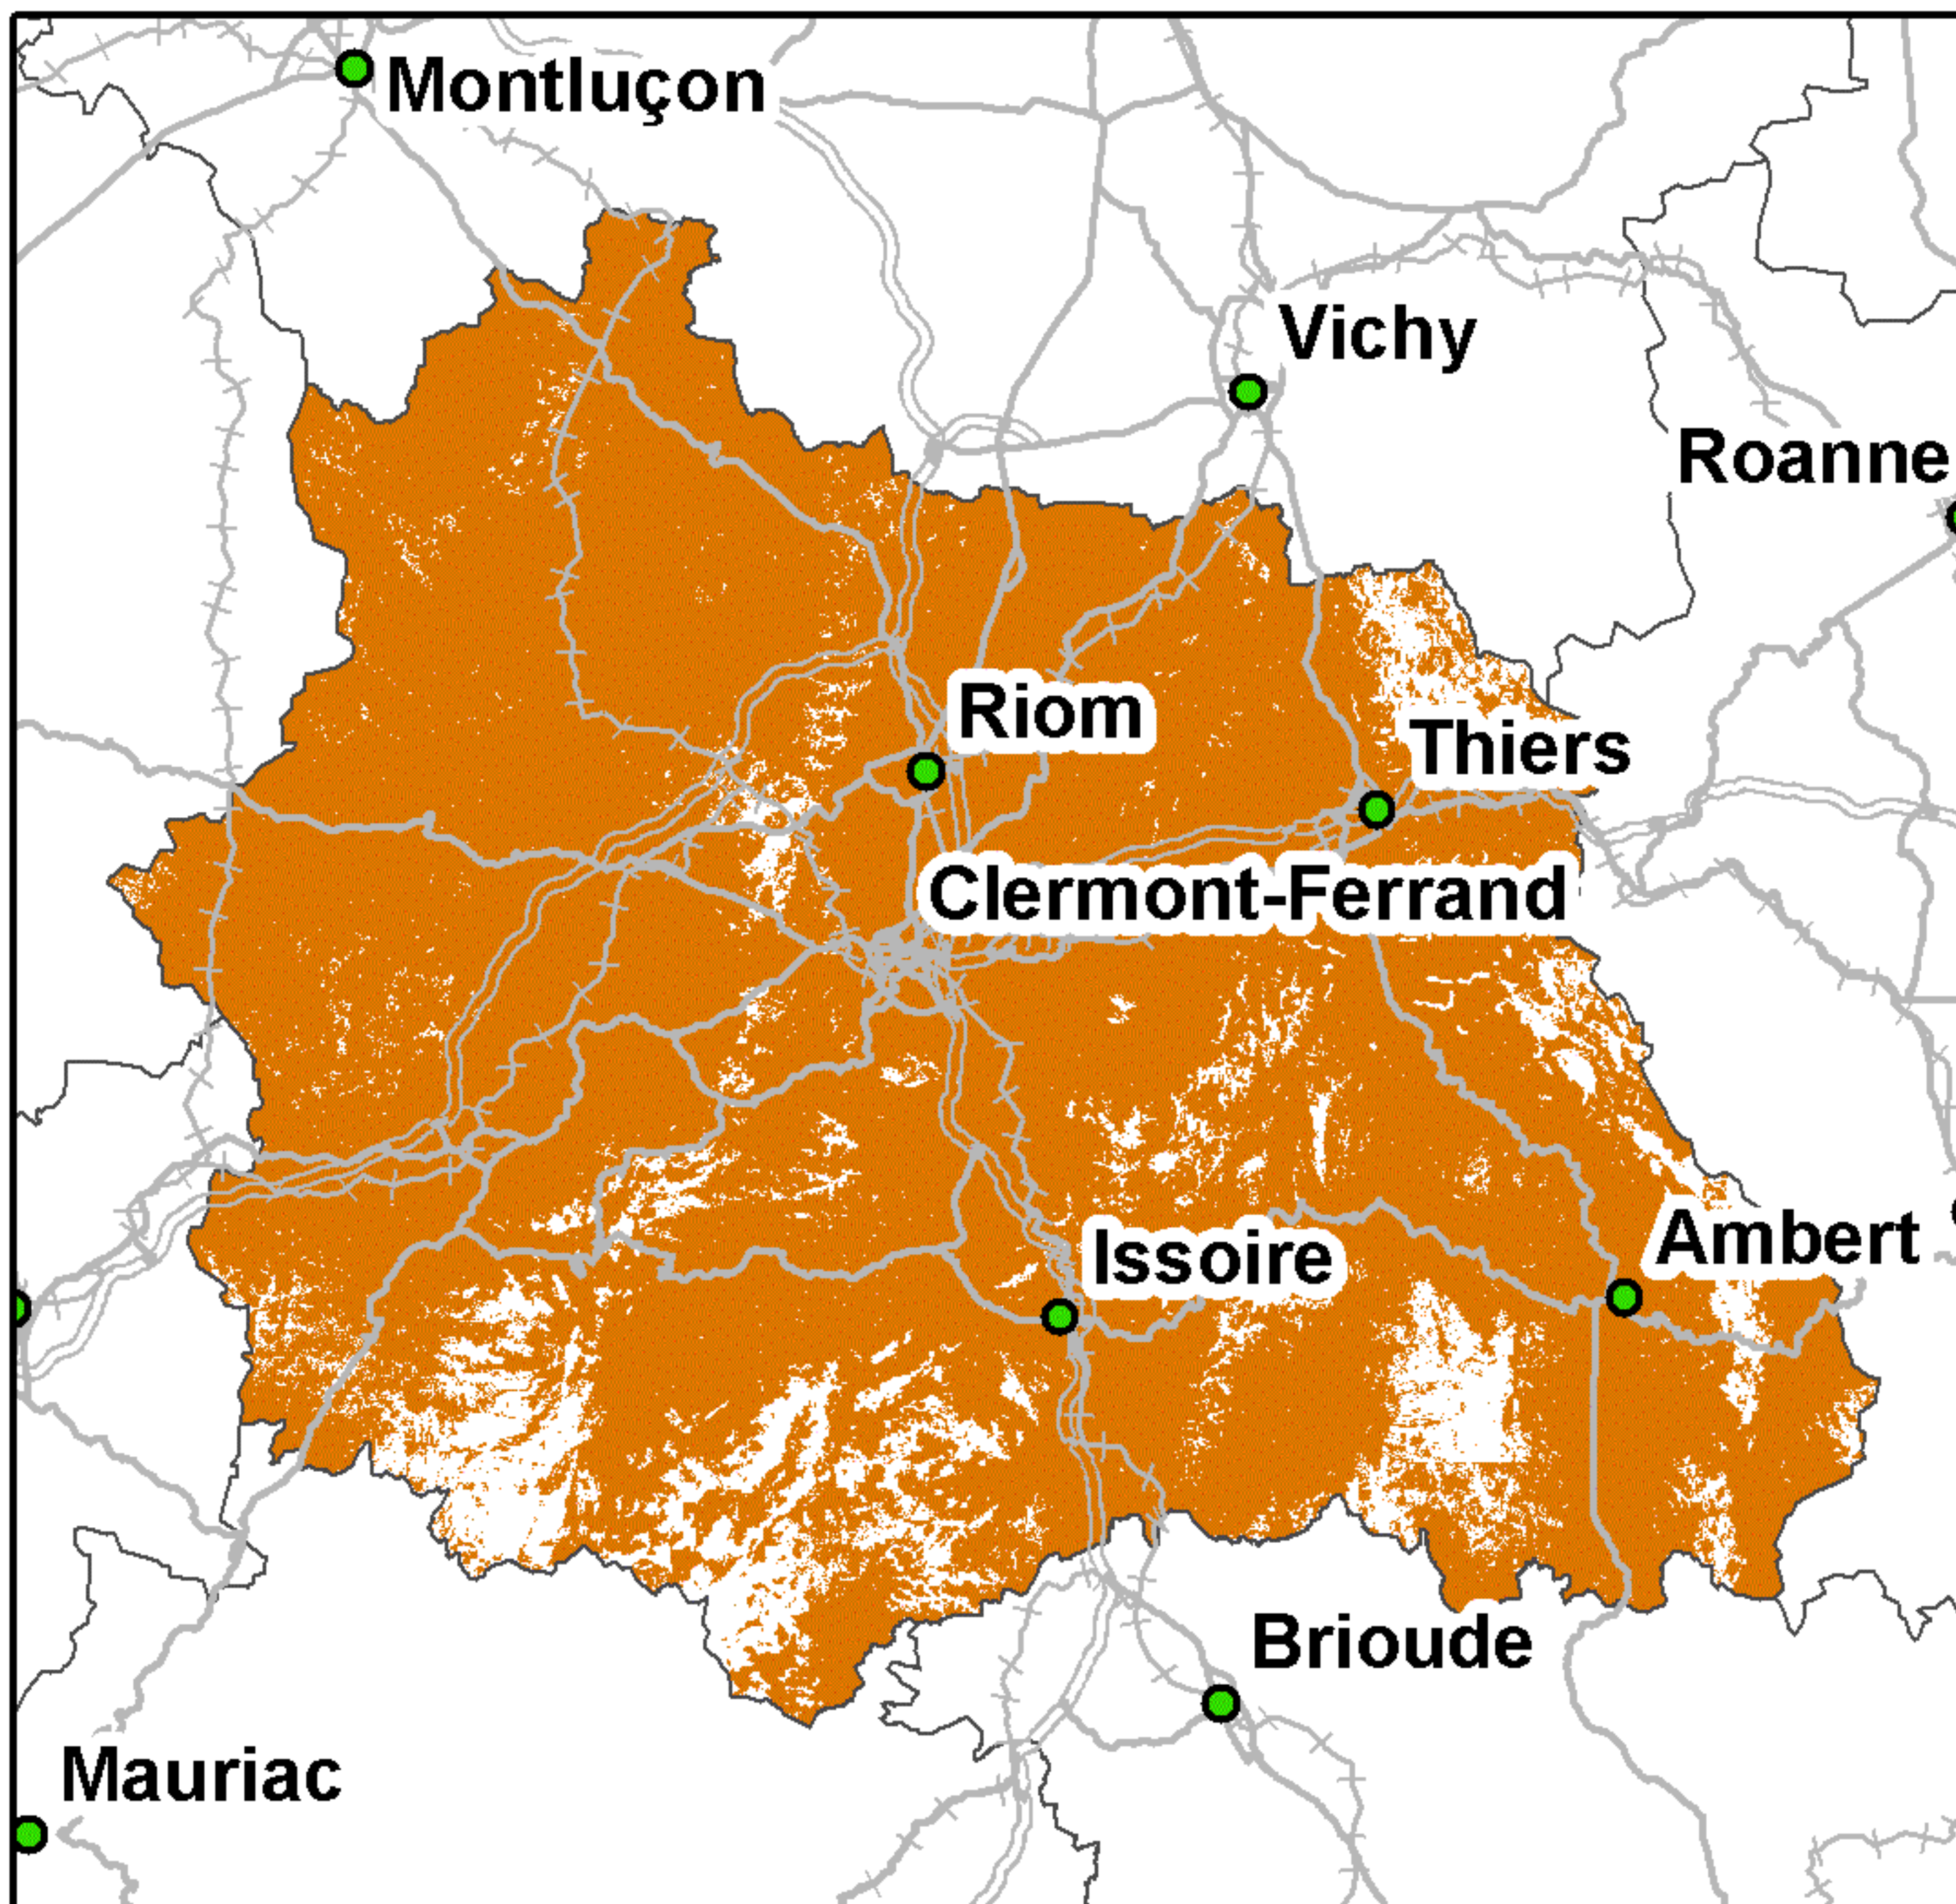 Montluçon
Vichy
Roanne
Riom
Thiers
Clermont-Ferrand
Ambert
Issoire
Brioude
Mauriac